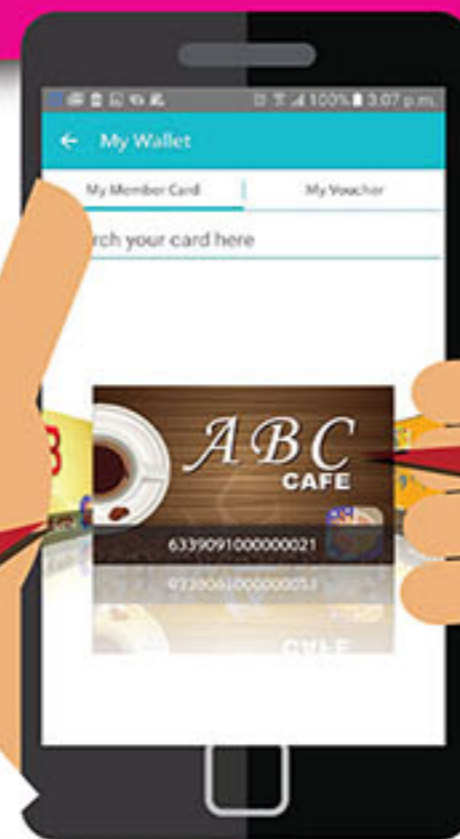 100% 3:07 p.m.
My Wallet
My Member Card
My Voucher
rch your card here
ABC
CAFE
6339091000000021